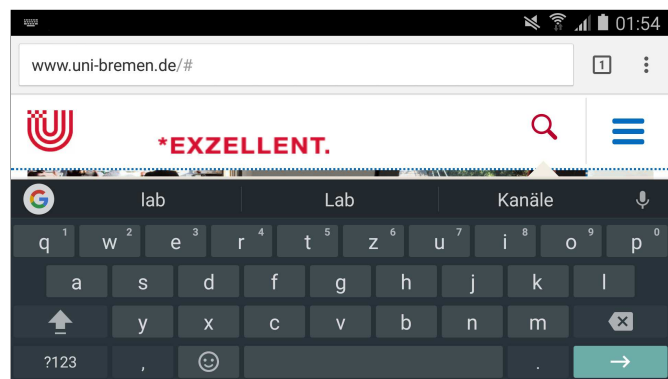 01:54
www.uni-bremen.de/# 1
*EXZELLENT.
G lab Lab Kanäle
q 1 w 2 e 3 r 4 t 5 z 6 u 7 i 8 o 9 p 0
a s d f g h j k l
y x c v b n m
?123 , .